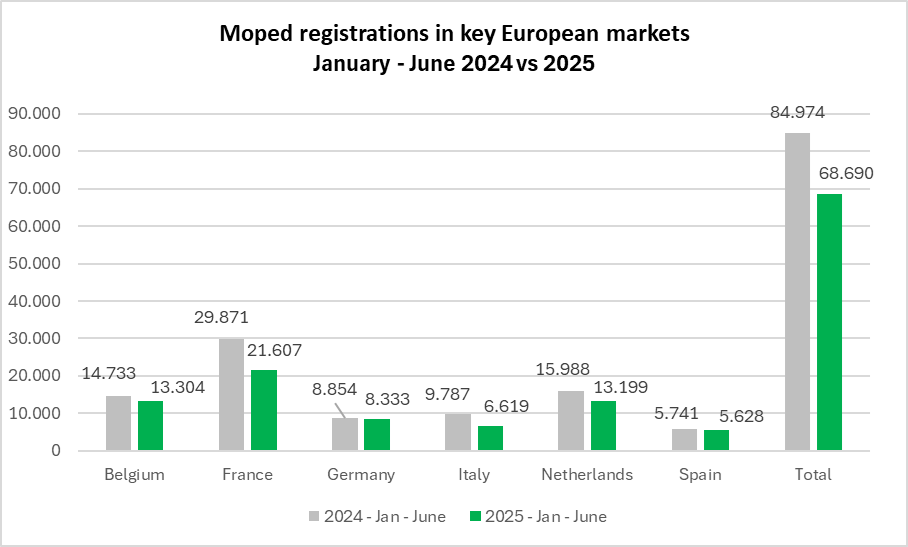 Moped registrations in key European markets
January - June 2024 vs 2025
90.000
80.000
70.000
60.000
50.000
40.000
30.000
20.000
10.000
0
14.733
13.304
29.871
21.607
8.854
8.333
9.787
6.619
15.988
13.199
5.741
5.628
84.974
68.690
Belgium
France
Germany
Italy
Netherlands
Spain
Total
2024 - Jan - June
2025 - Jan - June